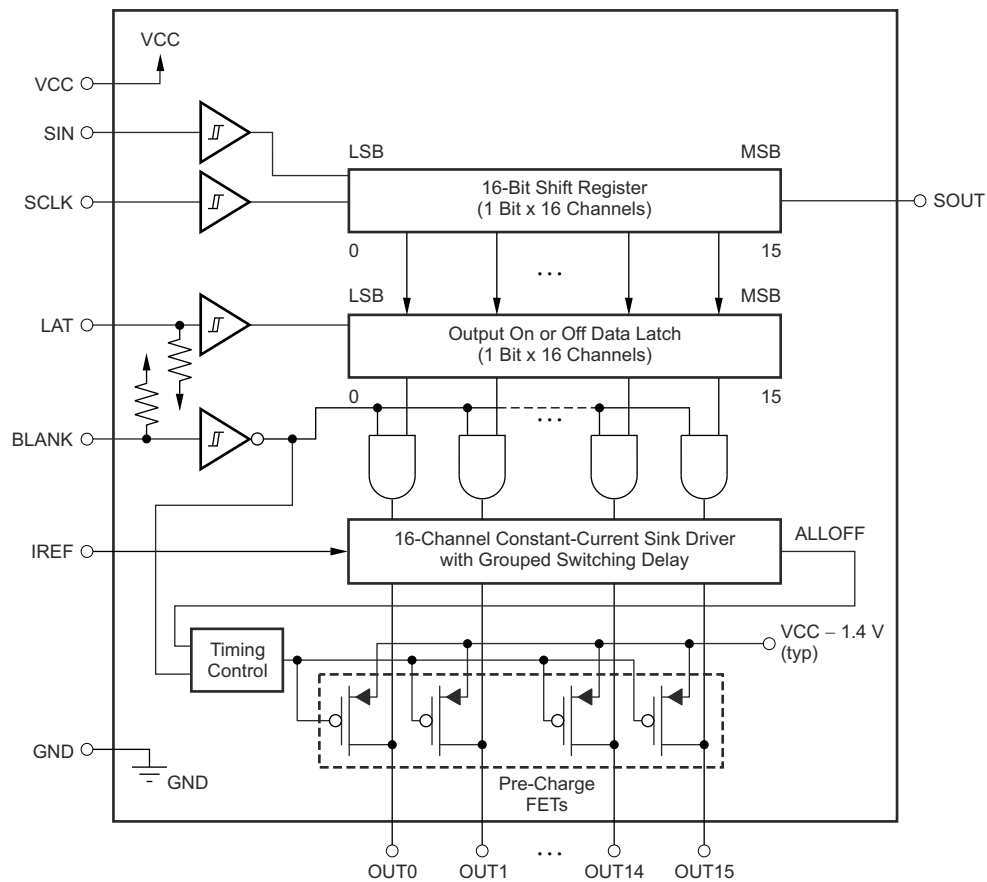 VCC
VCC
SIN
LSB
MSB
16-Bit Shift Register
(1 Bit x 16 Channels)
SCLK
SOUT
0
15
...
LSB
MSB
LAT
Output On or Off Data Latch
(1 Bit x 16 Channels)
0
15
...
BLANK
16-Channel Constant-Current Sink Driver
with Grouped Switching Delay
ALLOFF
IREF
VCC – 1.4 V
(typ)
Timing
Control
GND
GND
Pre-Charge
FETs
OUT0
OUT1
...
OUT14
OUT15